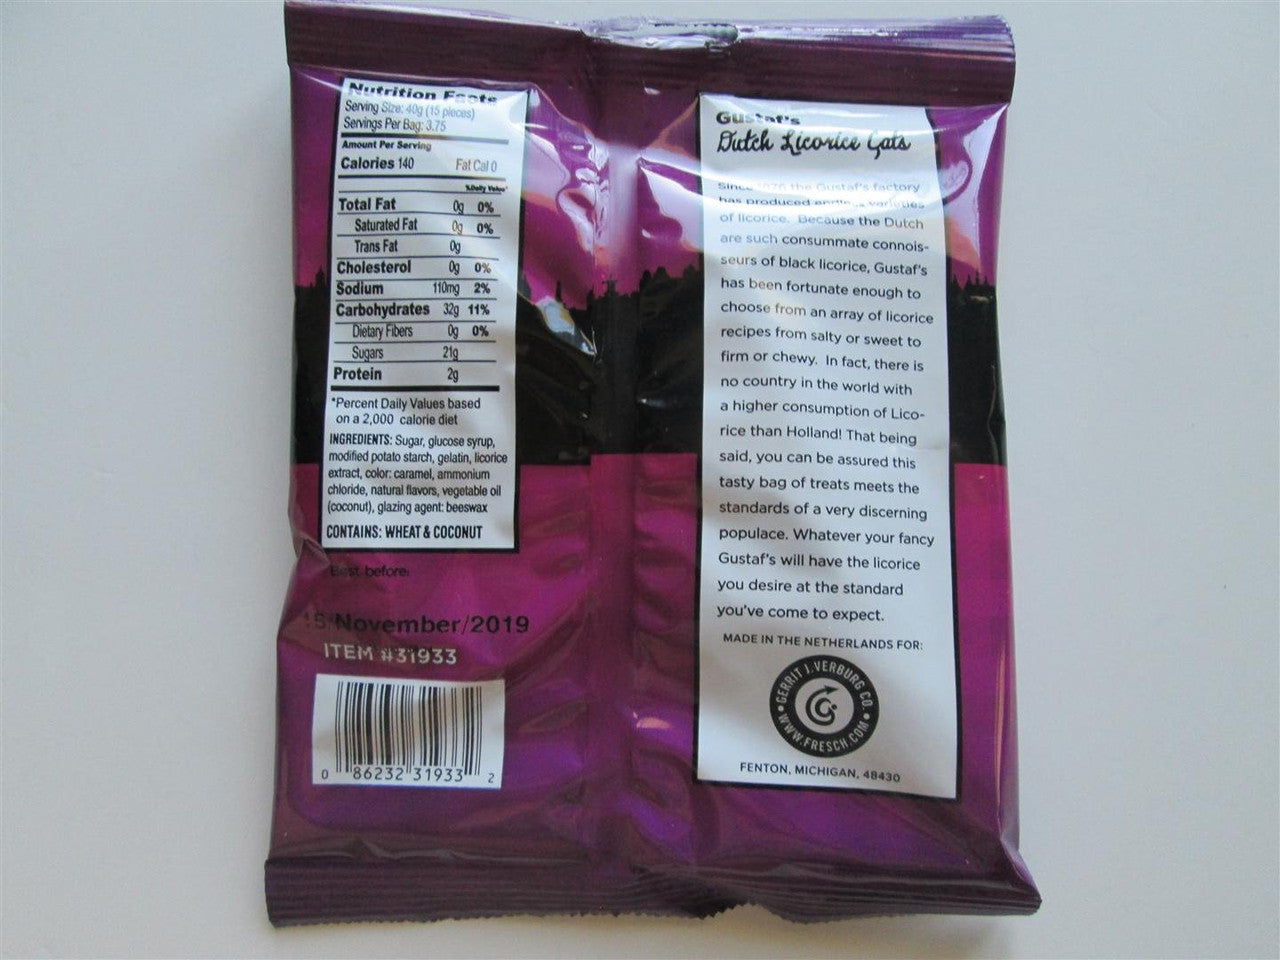 Nutrition Facts
Serving Size: 40g (15 pieces)
Servings Per Bag: 3.75
Amount Per Serving
Calories 140 Fat Cal 0
%Daily Value*
Total Fat 0g 0%
Saturated Fat 0g 0%
Trans Fat 0g
Cholesterol 0g 0%
Sodium 110mg 2%
Carbohydrates 32g 11%
Dietary Fibers 0g 0%
Sugars 21g
Protein 2g
*Percent Daily Values based
on a 2,000 calorie diet
INGREDIENTS: Sugar, glucose syrup,
modified potato starch, gelatin, licorice
extract, color: caramel, ammonium
chloride, natural flavors, vegetable oil
(coconut), glazing agent: beeswax
CONTAINS: WHEAT & COCONUT
Best before:
November/2019
ITEM #31933
0 86232 31933 2
Gustaf's
Dutch Licorice Cats
Since the Gustaf's factory
has produced endless varieties
of licorice. Because the Dutch
are such consummate connois-
seurs of black licorice, Gustaf's
has been fortunate enough to
choose from an array of licorice
recipes from salty or sweet to
firm or chewy. In fact, there is
no country in the world with
a higher consumption of Lico-
rice than Holland! That being
said, you can be assured this
tasty bag of treats meets the
standards of a very discerning
populace. Whatever your fancy
Gustaf's will have the licorice
you desire at the standard
you've come to expect.
MADE IN THE NETHERLANDS FOR:
GERRIT J. VERBURG CO.
WWW.FRESCH.COM
FENTON, MICHIGAN, 48430